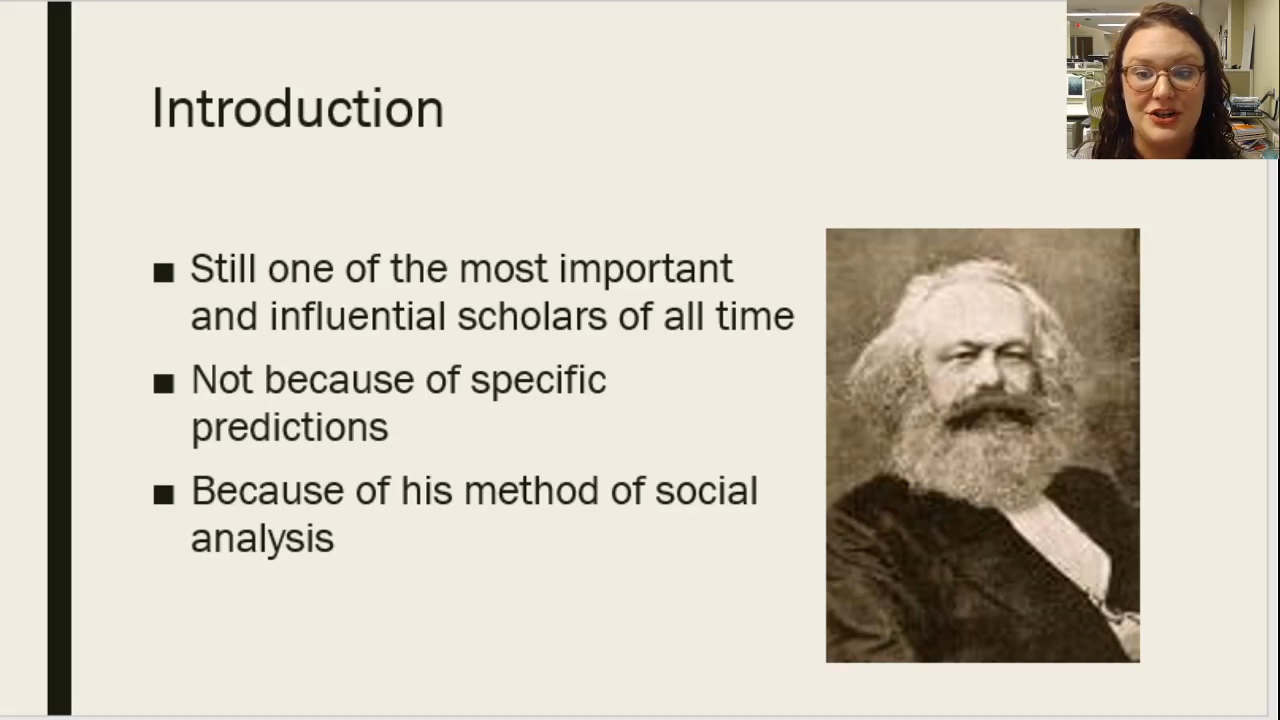 Introduction
■ Still one of the most important
and influential scholars of all time
■ Not because of specific
predictions
■ Because of his method of social
analysis